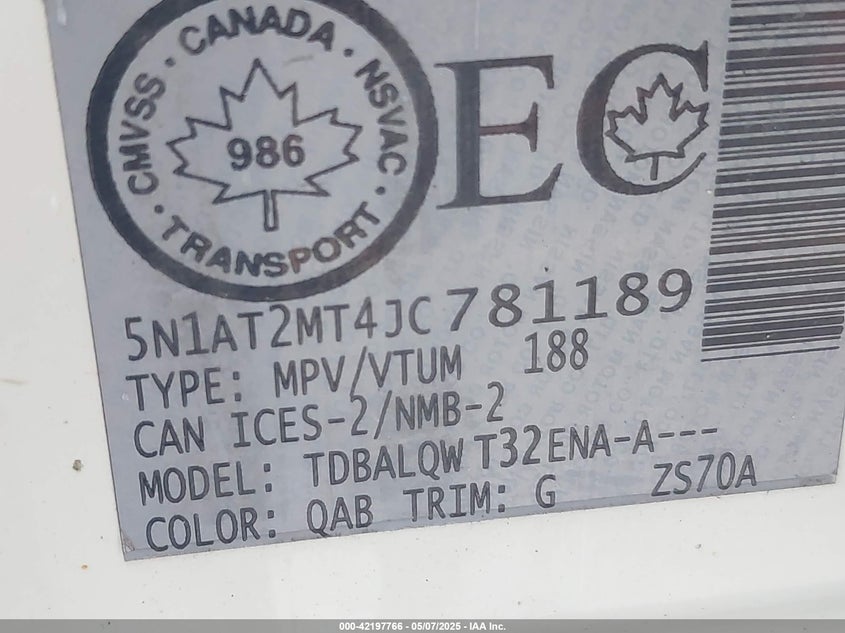 CMVSS · CANADA · NSVAC · TRANSPORT ·
986
EC
5N1AT2MT4JC781189
TYPE: MPV/VTUM 188
CAN ICES-2/NMB-2
MODEL: TDBALQW T32ENA-A---
COLOR: QAB TRIM: G ZS70A
000-42197766 - 05/07/2025 - IAA Inc.